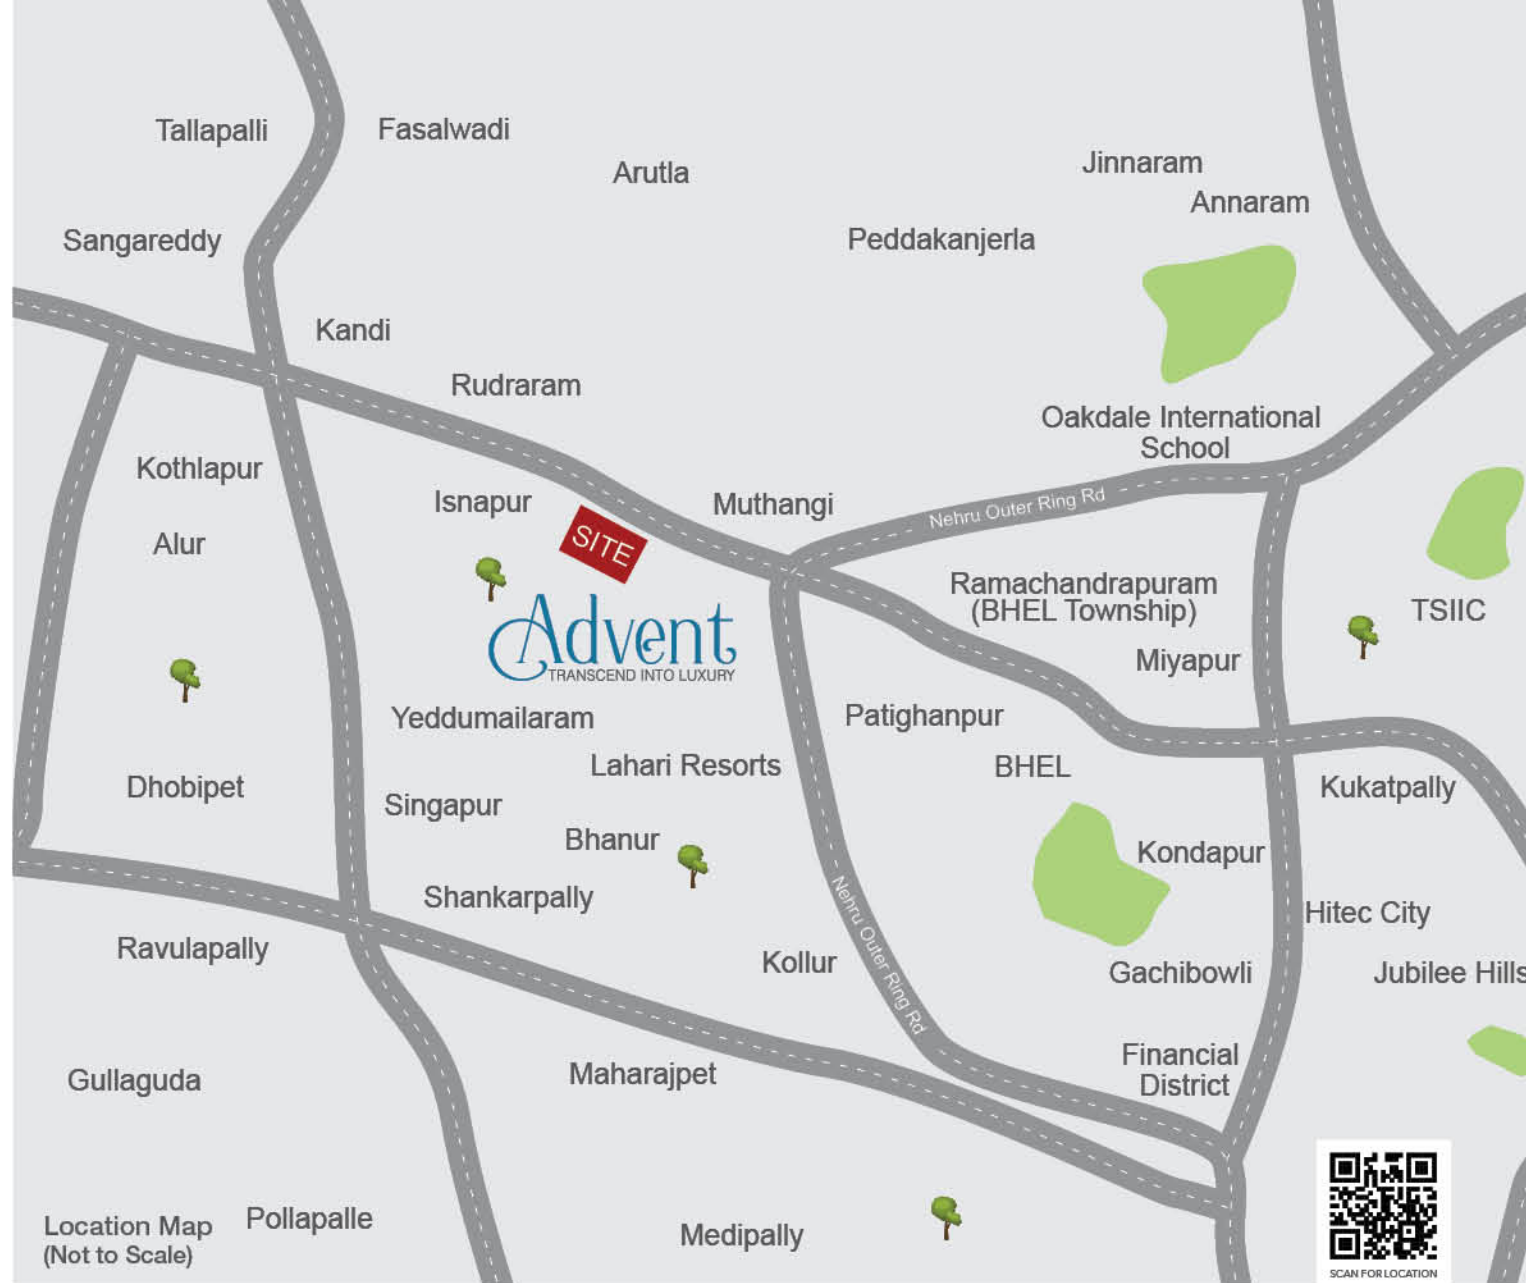 Tallapalli
Fasalwadi
Arutla
Jinnaram
Annaram
Sangareddy
Peddakanjerla
Kandi
Rudraram
Oakdale International
School
Kothlapur
Isnapur
Muthangi
Nehru Outer Ring Rd
Alur
SITE
Ramachandrapuram
(BHEL Township)
TSIIC
Advent
TRANSCEND INTO LUXURY
Miyapur
Yeddumailaram
Patighanpur
Lahari Resorts
BHEL
Dhobipet
Kukatpally
Singapur
Bhanur
Kondapur
Shankarpally
Hitec City
Nehru Outer Ring Rd
Ravulapally
Kollur
Gachibowli
Jubilee Hills
Financial
District
Gullaguda
Maharajpet
Location Map
(Not to Scale)
Pollapalle
Medipally
SCAN FOR LOCATION